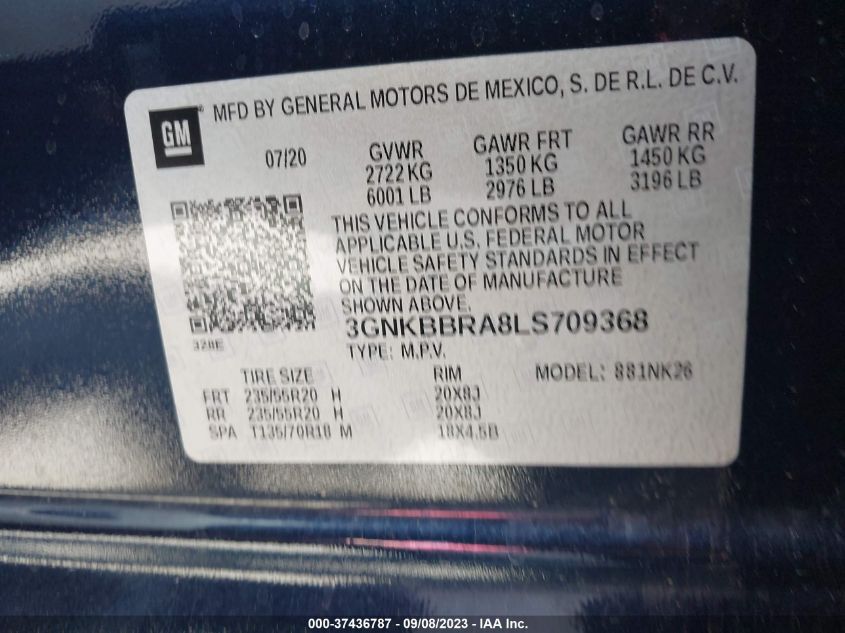 GM
MFD BY GENERAL MOTORS DE MEXICO, S. DE R.L. DE C.V.
07/20
GVWR GAWR FRT GAWR RR
2722 KG 1350 KG 1450 KG
6001 LB 2976 LB 3196 LB
THIS VEHICLE CONFORMS TO ALL
APPLICABLE U.S. FEDERAL MOTOR
VEHICLE SAFETY STANDARDS IN EFFECT
ON THE DATE OF MANUFACTURE
SHOWN ABOVE.
3GNKBBRA8LS709368
328E
TYPE: M.P.V.
TIRE SIZE RIM MODEL: 881NK26
FRT 235/55R20 H 20X8J
RR 235/55R20 H 20X8J
SPA T135/70R18 M 18X4.5B
000-37436787 - 09/08/2023 - IAA Inc.